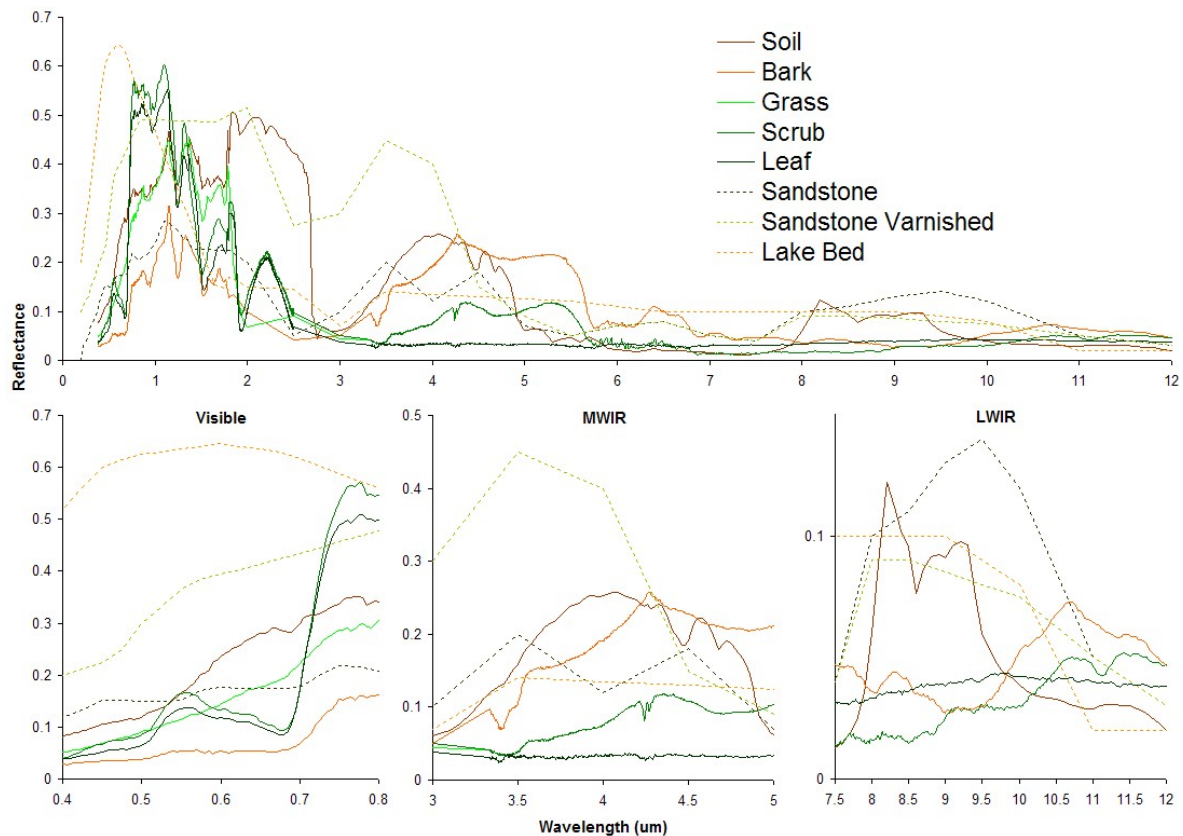 0.7
0.6
0.5
0.4
0.3
0.2
0.1
0
Reflectance
0 1 2 3 4 5 6 7 8 9 10 11 12
Soil
Bark
Grass
Scrub
Leaf
Sandstone
Sandstone Varnished
Lake Bed
Visible
0.7
0.6
0.5
0.4
0.3
0.2
0.1
0
0.4 0.5 0.6 0.7 0.8
MWIR
0.5
0.4
0.3
0.2
0.1
0
3 3.5 4 4.5 5
LWIR
0.1
0
7.5 8 8.5 9 9.5 10 10.5 11 11.5 12
Wavelength (um)